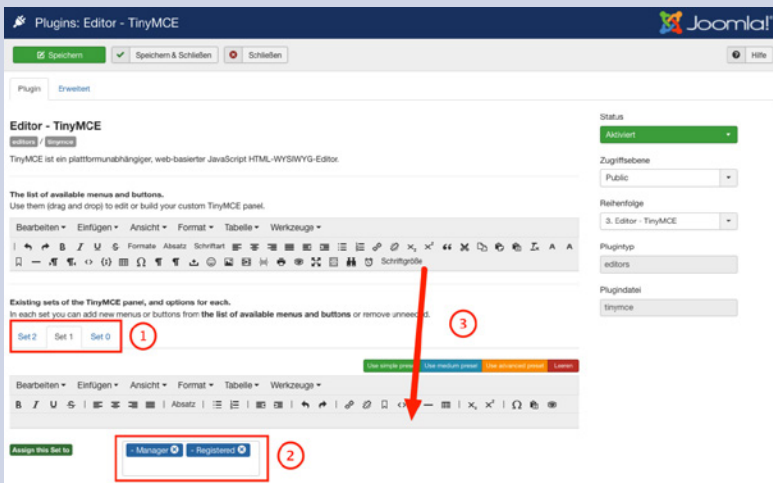 Plugins: Editor - TinyMCE
Joomla!
Speichern
Speichern & Schließen
Schließen
Hilfe
Plugin
Erweitert
Editor - TinyMCE
editors / tinymce
TinyMCE ist ein plattformunabhängiger, web-basierter JavaScript HTML-WYSIWYG-Editor.
The list of available menus and buttons.
Use them (drag and drop) to edit or build your custom TinyMCE panel.
Bearbeiten Einfügen Ansicht Format Tabelle Werkzeuge
B I U S Formate Absatz Schriftart
Schriftgröße
Existing sets of the TinyMCE panel, and options for each.
In each set you can add new menus or buttons from the list of available menus and buttons or remove unneeded.
Set 2 Set 1 Set 0
1
3
Use simple preset Use medium preset Use advanced preset Leeren
Bearbeiten Einfügen Ansicht Format Tabelle Werkzeuge
B I U S Absatz
Assign this Set to
- Manager
- Registered
2
Status
Aktiviert
Zugriffsebene
Public
Reihenfolge
3. Editor - TinyMCE
Plugintyp
editors
Plugindatei
tinymce